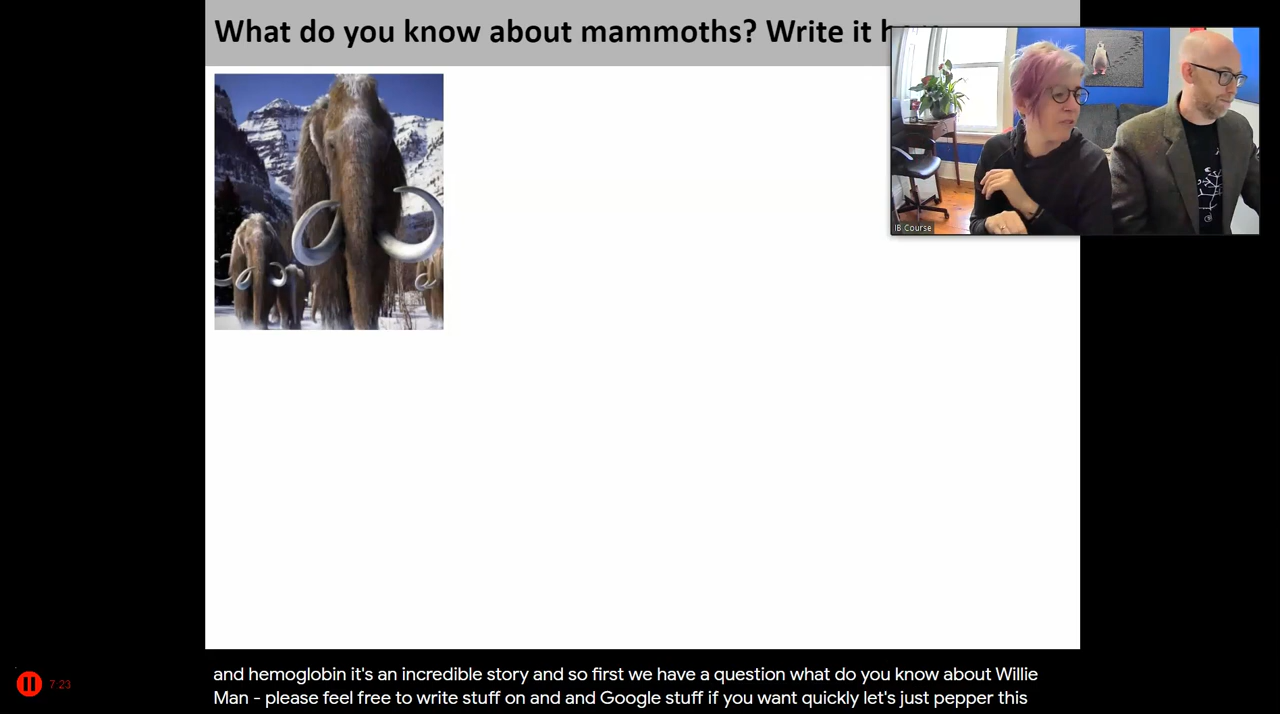 What do you know about mammoths? Write it
IB Course
7:23
and hemoglobin it's an incredible story and so first we have a question what do you know about Willie
Man - please feel free to write stuff on and and Google stuff if you want quickly let's just pepper this